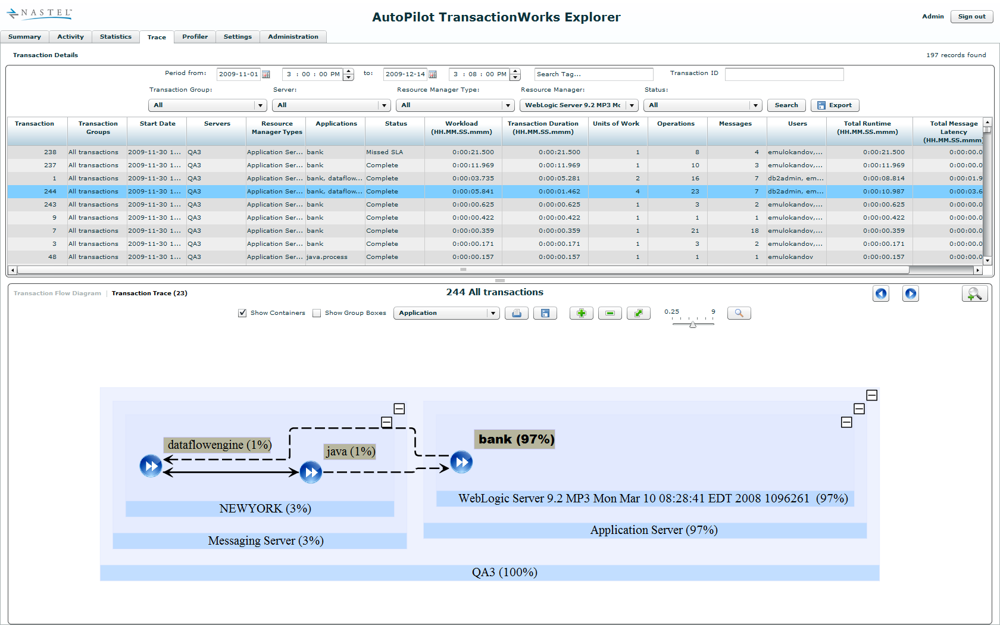 NASTEL™
AutoPilot TransactionWorks Explorer
Admin
Sign out
Summary Activity Statistics Trace Profiler Settings Administration
Transaction Details
197 records found
Period from: 2009-11-01 3 : 00 : 00 PM to: 2009-12-14 3 : 08 : 00 PM Search Tag... Transaction ID
Transaction Group: Server: Resource Manager Type: Resource Manager: Status:
All All All WebLogic Server 9.2 MP3 Mc All Search Export
Transaction Transaction Groups Start Date Servers Resource Manager Types Applications Status Workload (HH.MM.SS.mmm) Transaction Duration (HH.MM.SS.mmm) Units of Work Operations Messages Users Total Runtime (HH.MM.SS.mmm) Total Message Latency (HH.MM.SS.mmm)
238 All transactions 2009-11-30 1... QA3 Application Ser... bank Missed SLA 0:00:21.500 0:00:21.500 1 8 4 emulokandov,... 0:00:21.500 0:00:00.0
237 All transactions 2009-11-30 1... QA3 Application Ser... bank Complete 0:00:11.969 0:00:11.969 1 10 3 emulokandov,... 0:00:11.969 0:00:00.0
1 All transactions 2009-11-30 1... QA3 Application Ser... bank, dataflow... Complete 0:00:03.735 0:00:05.281 2 16 7 db2admin, em... 0:00:08.814 0:00:01.9
244 All transactions 2009-11-30 1... QA3 Application Ser... bank, dataflow... Complete 0:00:05.841 0:00:01.462 4 23 7 db2admin, em... 0:00:10.987 0:00:03.6
243 All transactions 2009-11-30 1... QA3 Application Ser... bank Complete 0:00:00.625 0:00:00.625 1 3 2 emulokandov,... 0:00:00.625 0:00:00.0
9 All transactions 2009-11-30 1... QA3 Application Ser... bank Complete 0:00:00.422 0:00:00.422 1 1 1 emulokandov,... 0:00:00.422 0:00:00.0
7 All transactions 2009-11-30 1... QA3 Application Ser... bank Complete 0:00:00.359 0:00:00.359 1 21 18 emulokandov,... 0:00:00.359 0:00:00.0
3 All transactions 2009-11-30 1... QA3 Application Ser... bank Complete 0:00:00.171 0:00:00.171 1 3 2 emulokandov,... 0:00:00.171 0:00:00.0
48 All transactions 2009-11-30 1... QA3 Application Ser... java.process Complete 0:00:00.157 0:00:00.157 1 1 1 emulokandov 0:00:00.157 0:00:00.0
Transaction Flow Diagram | Transaction Trace (23)
244 All transactions
Show Containers Show Group Boxes Application 0.25 9
bank (97%)
dataflowengine (1%)
java (1%)
WebLogic Server 9.2 MP3 Mon Mar 10 08:28:41 EDT 2008 1096261 (97%)
NEWYORK (3%)
Application Server (97%)
Messaging Server (3%)
QA3 (100%)